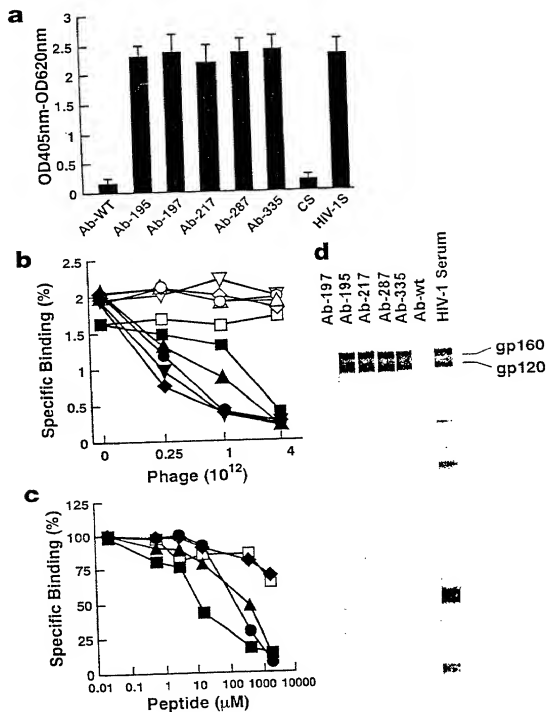 a
OD405nm-OD620nm
3
2.5
2
1.5
1
0.5
0
Ab-WT
Ab-195
Ab-197
Ab-217
Ab-287
Ab-335
CS
HIV-1S
b
Specific Binding (%)
2.5
2
1.5
1
0.5
0
0
0.25
1
4
Phage (10¹²)
c
Specific Binding (%)
125
100
75
50
25
0
0.01
0.1
1
10
100
1000
10000
Peptide (μM)
d
Ab-197
Ab-195
Ab-217
Ab-287
Ab-335
Ab-wt
HIV-1 Serum
gp160
gp120